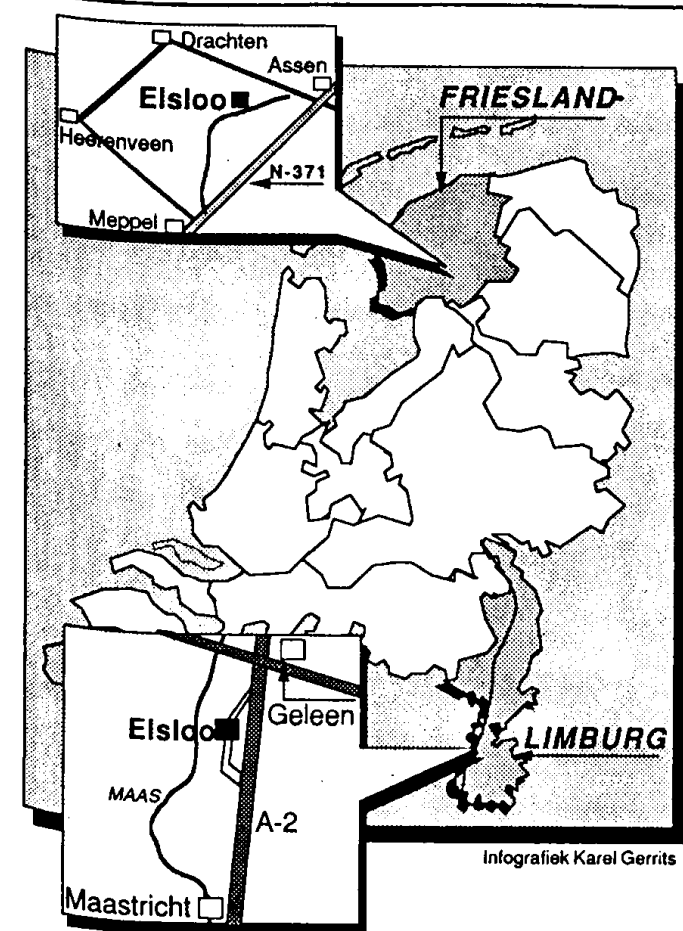 Drachten
Assen
Elsloo
Heerenveen
N-371
Meppel
FRIESLAND
Geleen
Elsloo
LIMBURG
MAAS
A-2
Maastricht
Infografiek Karel Gerrits